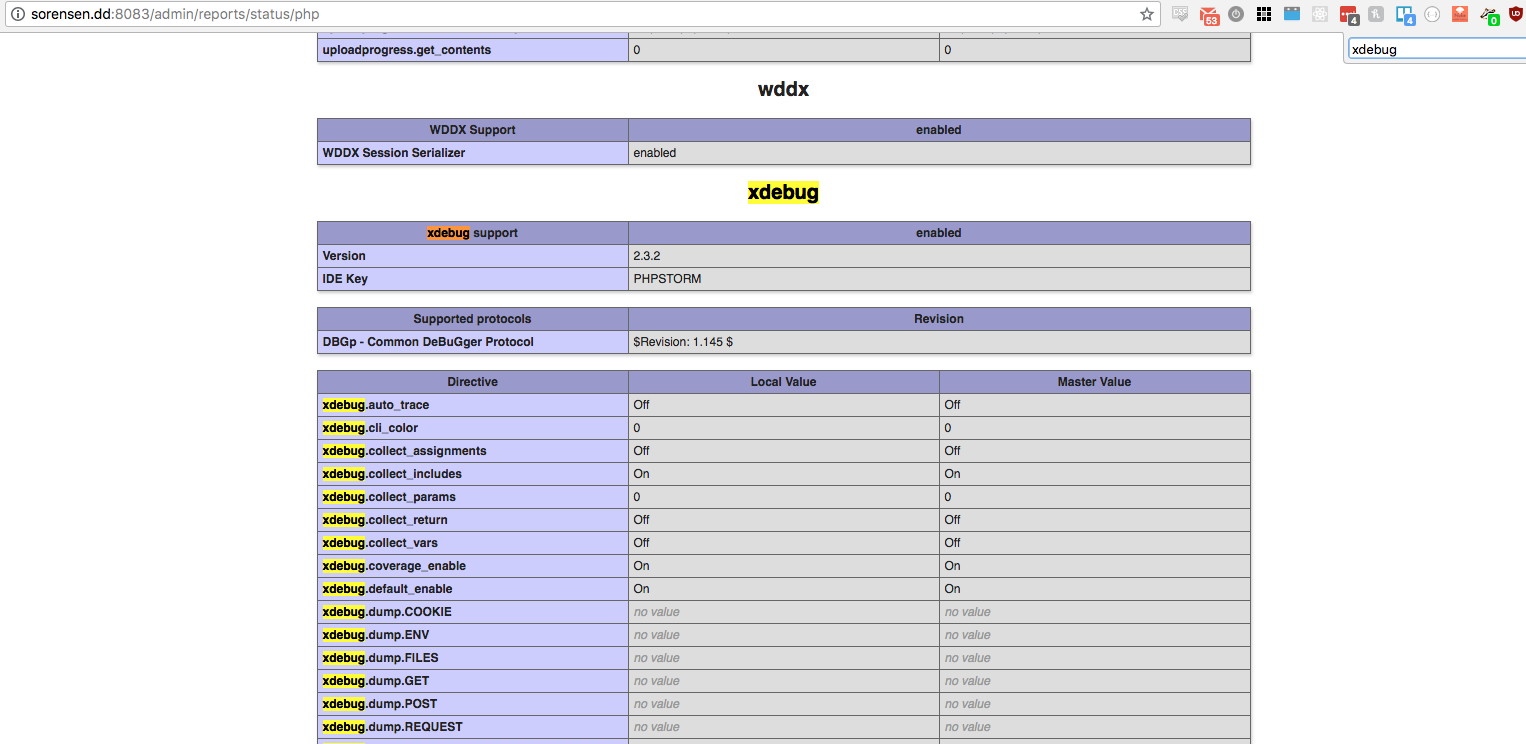 sorensen.dd:8083/admin/reports/status/php
53
4
4
0
xdebug
uploadprogress.get_contents 0 0
wddx
WDDX Support enabled
WDDX Session Serializer enabled
xdebug
xdebug support enabled
Version 2.3.2
IDE Key PHPSTORM
Supported protocols Revision
DBGp - Common DeBuGger Protocol $Revision: 1.145 $
Directive Local Value Master Value
xdebug.auto_trace Off Off
xdebug.cli_color 0 0
xdebug.collect_assignments Off Off
xdebug.collect_includes On On
xdebug.collect_params 0 0
xdebug.collect_return Off Off
xdebug.collect_vars Off Off
xdebug.coverage_enable On On
xdebug.default_enable On On
xdebug.dump.COOKIE no value no value
xdebug.dump.ENV no value no value
xdebug.dump.FILES no value no value
xdebug.dump.GET no value no value
xdebug.dump.POST no value no value
xdebug.dump.REQUEST no value no value